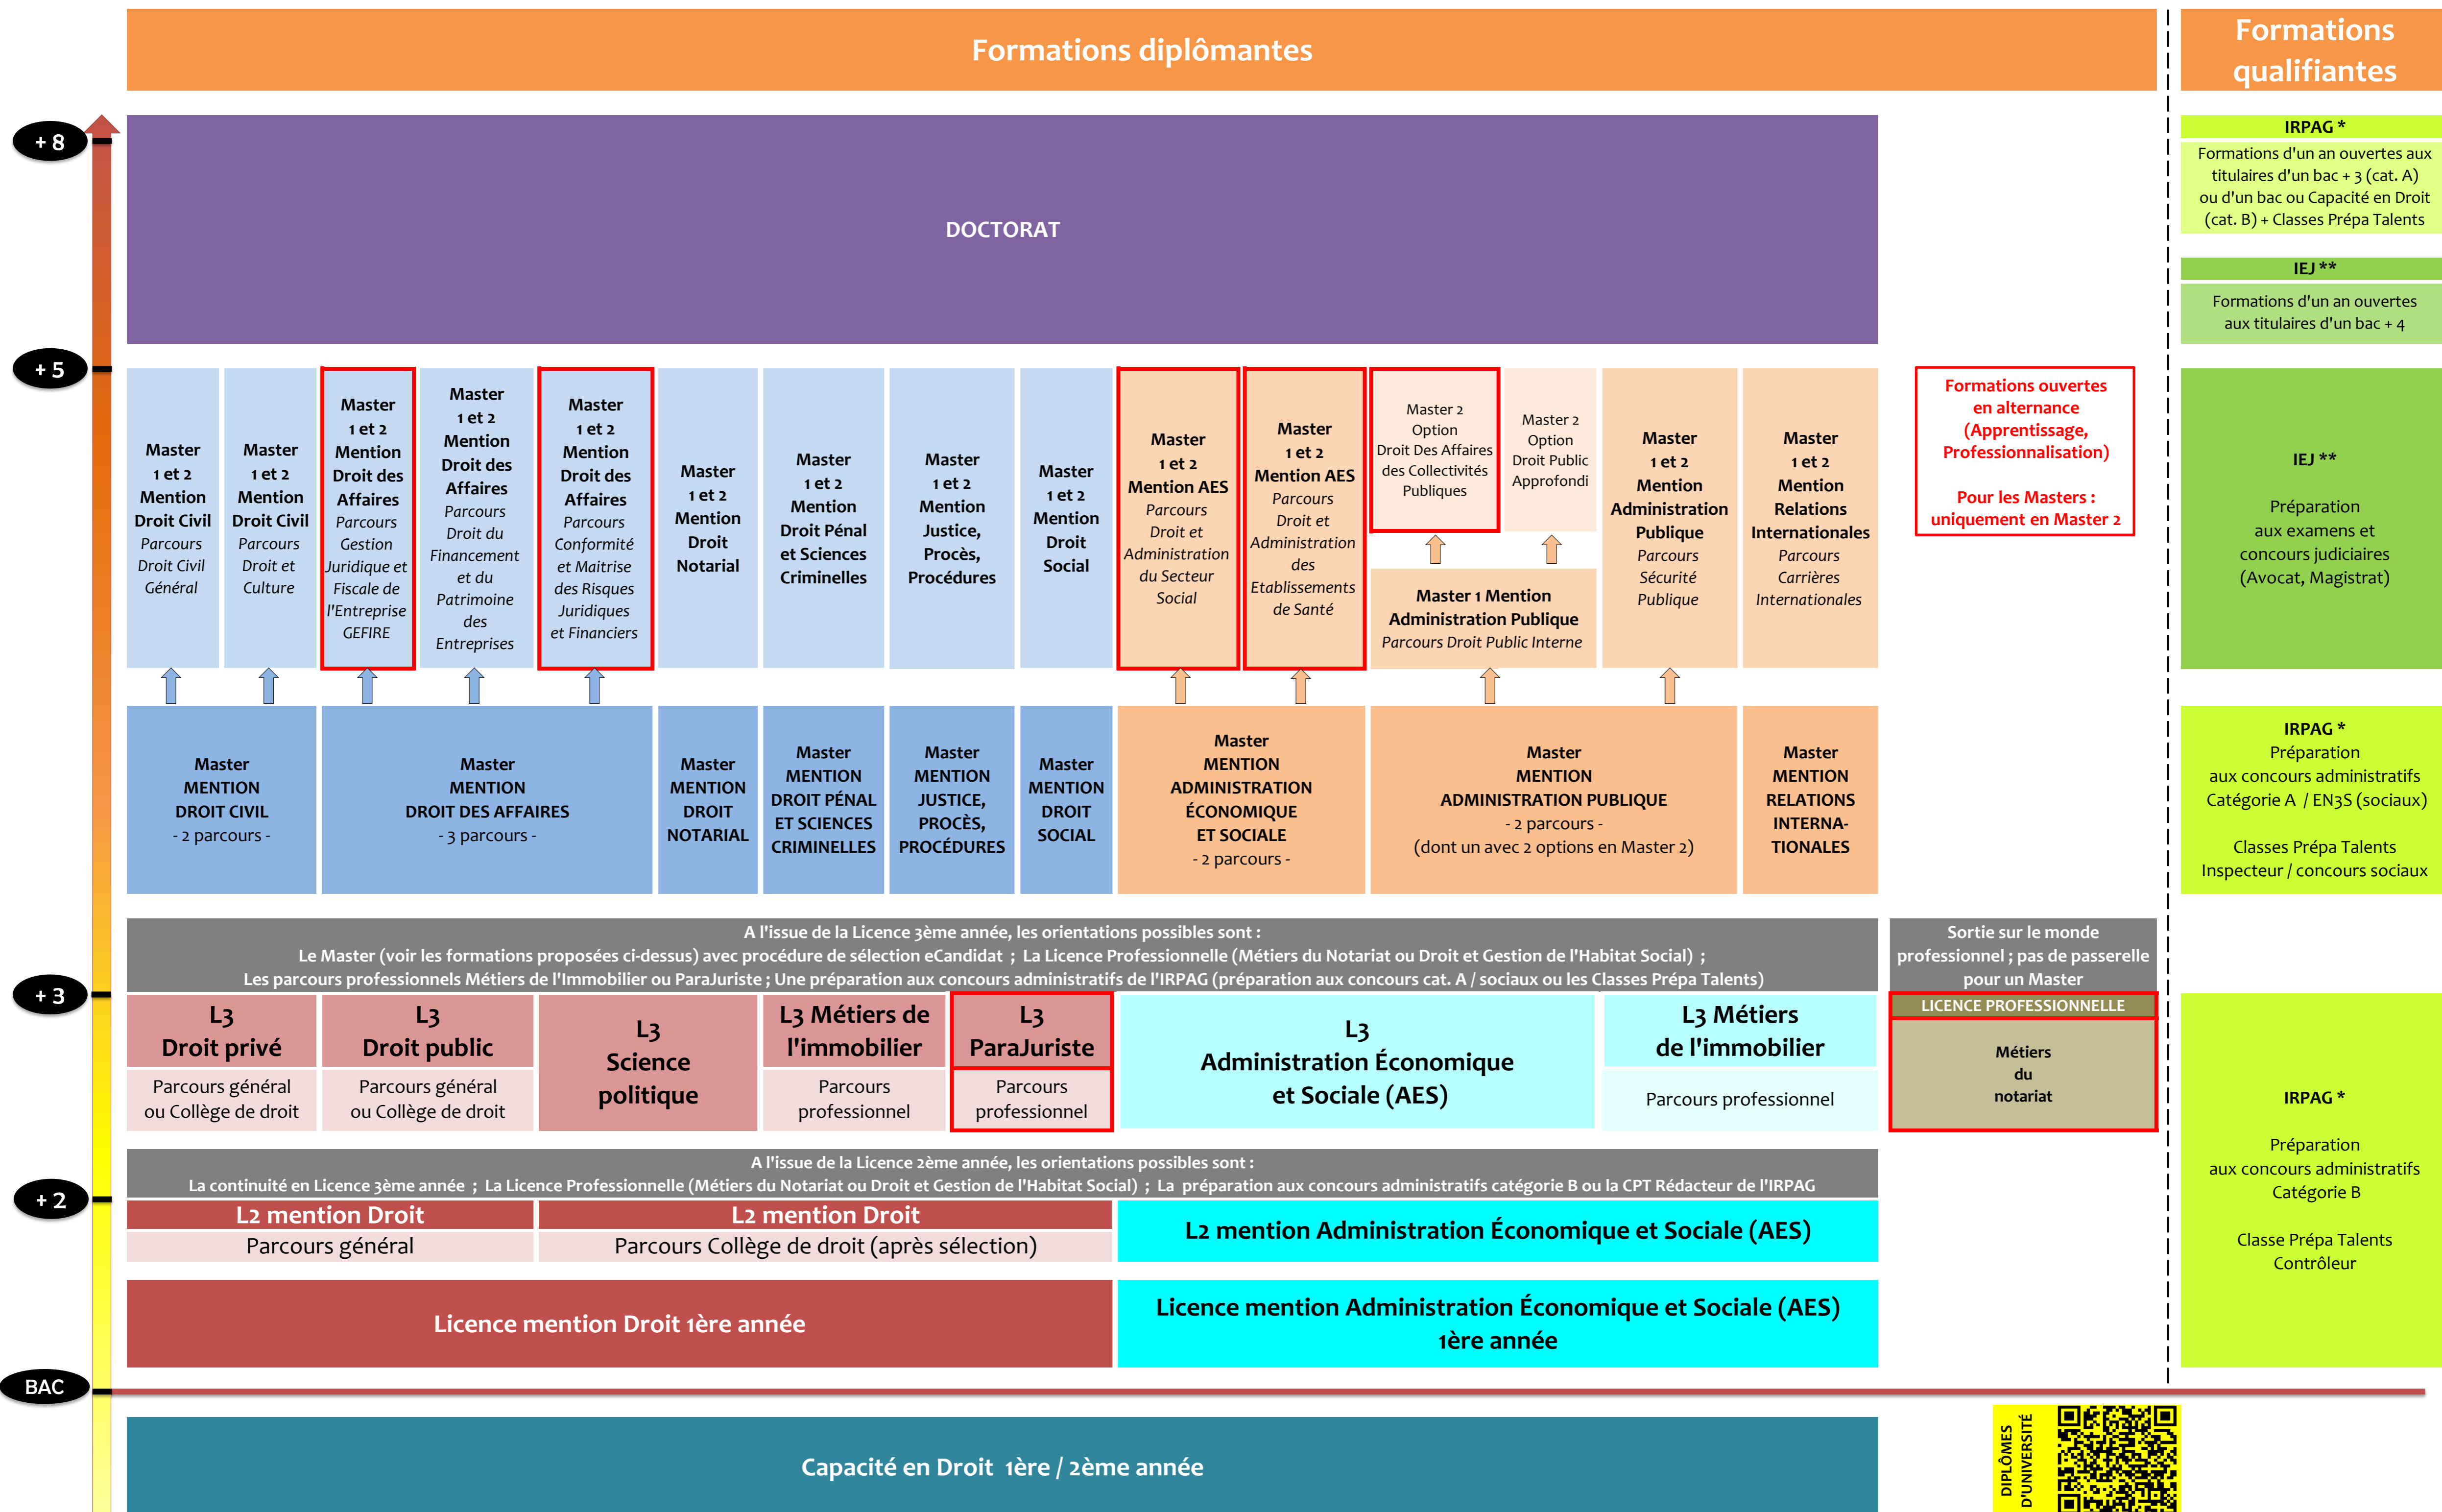 Formations diplômantes
Formations
qualifiantes
+ 8
DOCTORAT
IRPAG *
Formations d'un an ouvertes aux
titulaires d'un bac + 3 (cat. A)
ou d'un bac ou Capacité en Droit
(cat. B) + Classes Prépa Talents
IEJ **
Formations d'un an ouvertes
aux titulaires d'un bac + 4
+ 5
Master
1 et 2
Mention
Droit Civil
Parcours
Droit Civil
Général
Master
1 et 2
Mention
Droit Civil
Parcours
Droit et
Culture
Master
1 et 2
Mention
Droit des
Affaires
Parcours
Gestion
Juridique et
Fiscale de
l'Entreprise
GEFIRE
Master
1 et 2
Mention
Droit des
Affaires
Parcours
Droit du
Financement
et du
Patrimoine
des
Entreprises
Master
1 et 2
Mention
Droit des
Affaires
Parcours
Conformité
et Maitrise
des Risques
Juridiques
et Financiers
Master
1 et 2
Mention
Droit
Notarial
Master
1 et 2
Mention
Droit Pénal
et Sciences
Criminelles
Master
1 et 2
Mention
Justice,
Procès,
Procédures
Master
1 et 2
Mention
Droit
Social
Master
1 et 2
Mention AES
Parcours
Droit et
Administration
du Secteur
Social
Master
1 et 2
Mention AES
Parcours
Droit et
Administration
des
Etablissements
de Santé
Master 2
Option
Droit Des Affaires
des Collectivités
Publiques
Master 2
Option
Droit Public
Approfondi
Master 1 Mention
Administration Publique
Parcours Droit Public Interne
Master
1 et 2
Mention
Administration
Publique
Parcours
Sécurité
Publique
Master
1 et 2
Mention
Relations
Internationales
Parcours
Carrières
Internationales
Formations ouvertes
en alternance
(Apprentissage,
Professionnalisation)
Pour les Masters :
uniquement en Master 2
IEJ **
Préparation
aux examens et
concours judiciaires
(Avocat, Magistrat)
Master
MENTION
DROIT CIVIL
- 2 parcours -
Master
MENTION
DROIT DES AFFAIRES
- 3 parcours -
Master
MENTION
DROIT
NOTARIAL
Master
MENTION
DROIT PÉNAL
ET SCIENCES
CRIMINELLES
Master
MENTION
JUSTICE,
PROCÈS,
PROCÉDURES
Master
MENTION
DROIT
SOCIAL
Master
MENTION
ADMINISTRATION
ÉCONOMIQUE
ET SOCIALE
- 2 parcours -
Master
MENTION
ADMINISTRATION PUBLIQUE
- 2 parcours -
(dont un avec 2 options en Master 2)
Master
MENTION
RELATIONS
INTERNA-
TIONALES
IRPAG *
Préparation
aux concours administratifs
Catégorie A / EN3S (sociaux)
Classes Prépa Talents
Inspecteur / concours sociaux
A l'issue de la Licence 3ème année, les orientations possibles sont :
Le Master (voir les formations proposées ci-dessus) avec procédure de sélection eCandidat ; La Licence Professionnelle (Métiers du Notariat ou Droit et Gestion de l'Habitat Social) ;
Les parcours professionnels Métiers de l'Immobilier ou ParaJuriste ; Une préparation aux concours administratifs de l'IRPAG (préparation aux concours cat. A / sociaux ou les Classes Prépa Talents)
Sortie sur le monde
professionnel ; pas de passerelle
pour un Master
+ 3
L3
Droit privé
Parcours général
ou Collège de droit
L3
Droit public
Parcours général
ou Collège de droit
L3
Science
politique
L3 Métiers de
l'immobilier
Parcours
professionnel
L3
ParaJuriste
Parcours
professionnel
L3
Administration Économique
et Sociale (AES)
L3 Métiers
de l'immobilier
Parcours professionnel
LICENCE PROFESSIONNELLE
Métiers
du
notariat
IRPAG *
Préparation
aux concours administratifs
Catégorie B
Classe Prépa Talents
Contrôleur
A l'issue de la Licence 2ème année, les orientations possibles sont :
La continuité en Licence 3ème année ; La Licence Professionnelle (Métiers du Notariat ou Droit et Gestion de l'Habitat Social) ; La préparation aux concours administratifs catégorie B ou la CPT Rédacteur de l'IRPAG
+ 2
L2 mention Droit
Parcours général
L2 mention Droit
Parcours Collège de droit (après sélection)
L2 mention Administration Économique et Sociale (AES)
Licence mention Droit 1ère année
Licence mention Administration Économique et Sociale (AES)
1ère année
BAC
Capacité en Droit 1ère / 2ème année
DIPLÔMES
D'UNIVERSITÉ